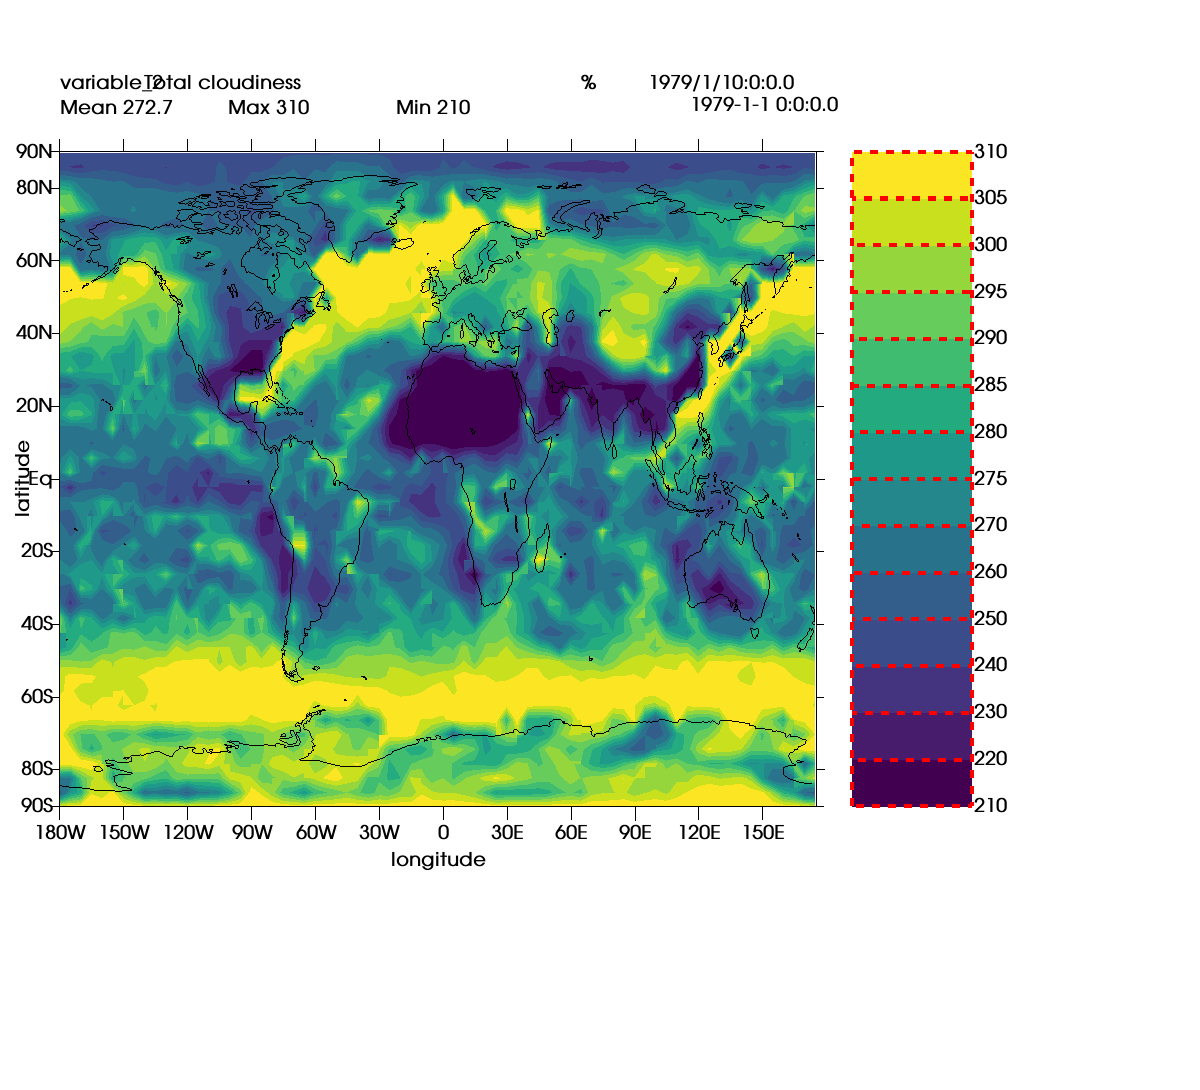 variable_2 Total cloudiness % 1979/1/10:0:0.0
Mean 272.7 Max 310 Min 210 1979-1-1 0:0:0.0
90N
80N
60N
40N
20N
Eq
20S
40S
60S
80S
90S
latitude
180W 150W 120W 90W 60W 30W 0 30E 60E 90E 120E 150E
longitude
310
305
300
295
290
285
280
275
270
260
250
240
230
220
210